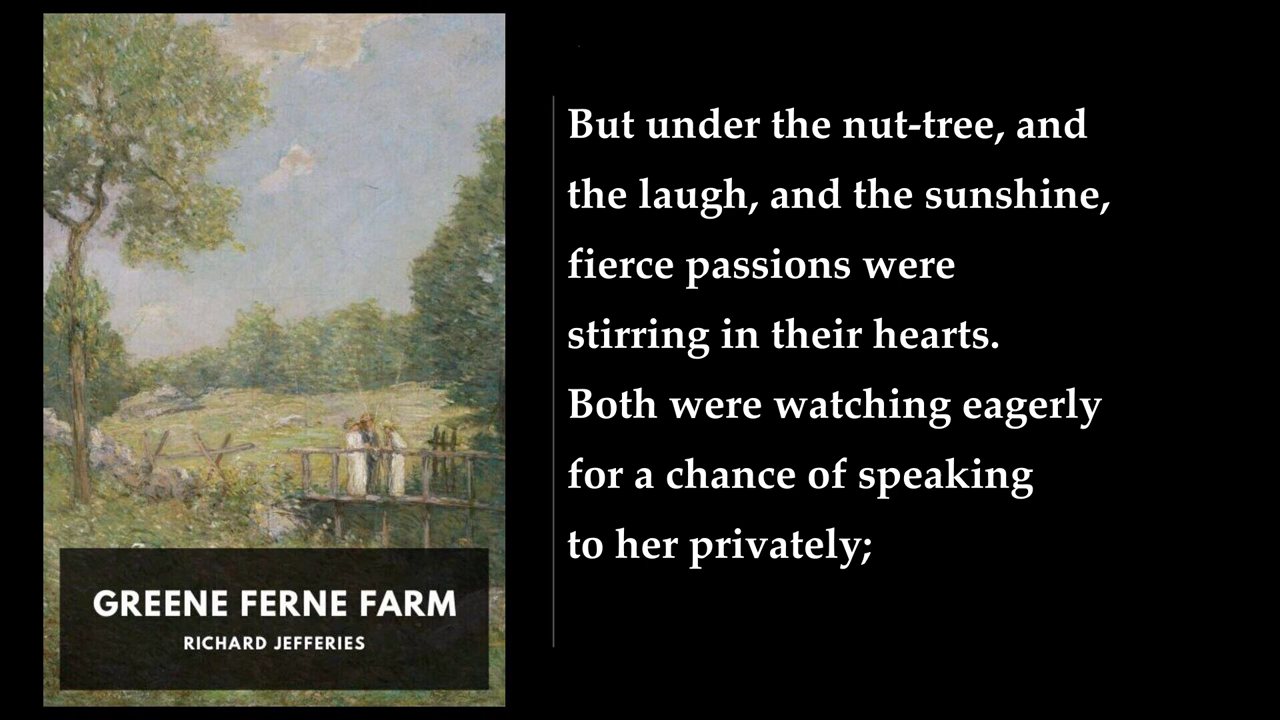 GREENE FERNE FARM
RICHARD JEFFERIES
But under the nut-tree, and
the laugh, and the sunshine,
fierce passions were
stirring in their hearts.
Both were watching eagerly
for a chance of speaking
to her privately;